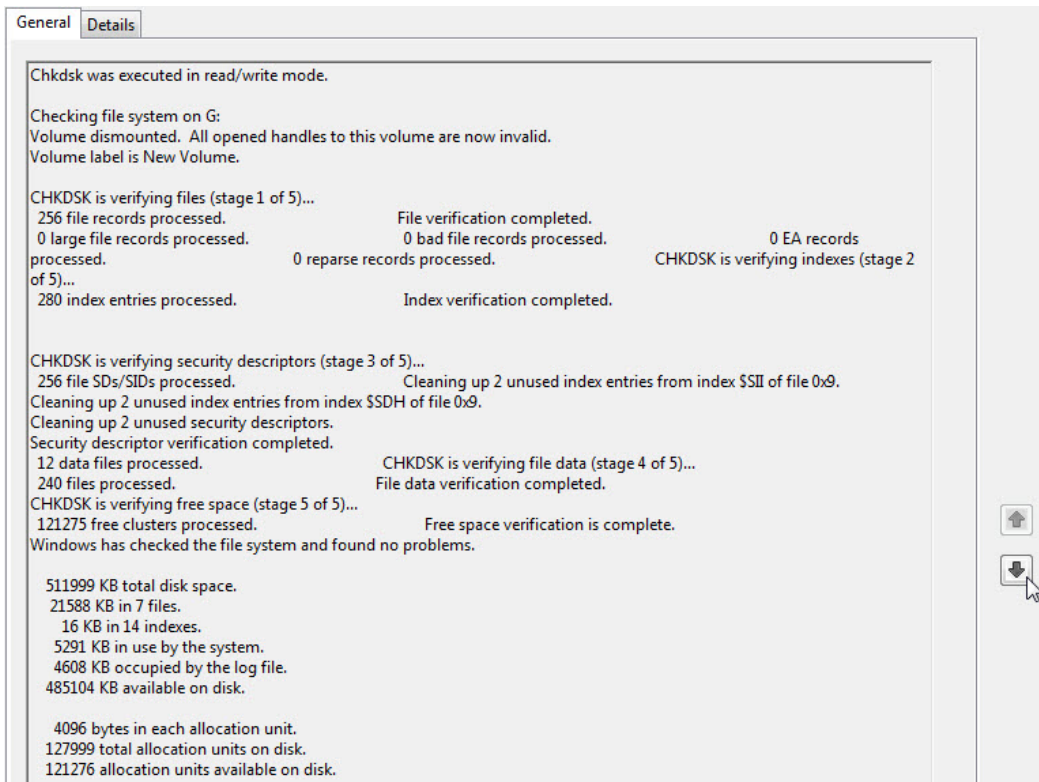 General Details
Chkdsk was executed in read/write mode.
Checking file system on G:
Volume dismounted. All opened handles to this volume are now invalid.
Volume label is New Volume.
CHKDSK is verifying files (stage 1 of 5)...
256 file records processed. File verification completed.
0 large file records processed. 0 bad file records processed. 0 EA records
processed. 0 reparse records processed. CHKDSK is verifying indexes (stage 2
of 5)...
280 index entries processed. Index verification completed.
CHKDSK is verifying security descriptors (stage 3 of 5)...
256 file SDs/SIDs processed. Cleaning up 2 unused index entries from index $SII of file 0x9.
Cleaning up 2 unused index entries from index $SDH of file 0x9.
Cleaning up 2 unused security descriptors.
Security descriptor verification completed.
12 data files processed. CHKDSK is verifying file data (stage 4 of 5)...
240 files processed. File data verification completed.
CHKDSK is verifying free space (stage 5 of 5)...
121275 free clusters processed. Free space verification is complete.
Windows has checked the file system and found no problems.
511999 KB total disk space.
21588 KB in 7 files.
16 KB in 14 indexes.
5291 KB in use by the system.
4608 KB occupied by the log file.
485104 KB available on disk.
4096 bytes in each allocation unit.
127999 total allocation units on disk.
121276 allocation units available on disk.